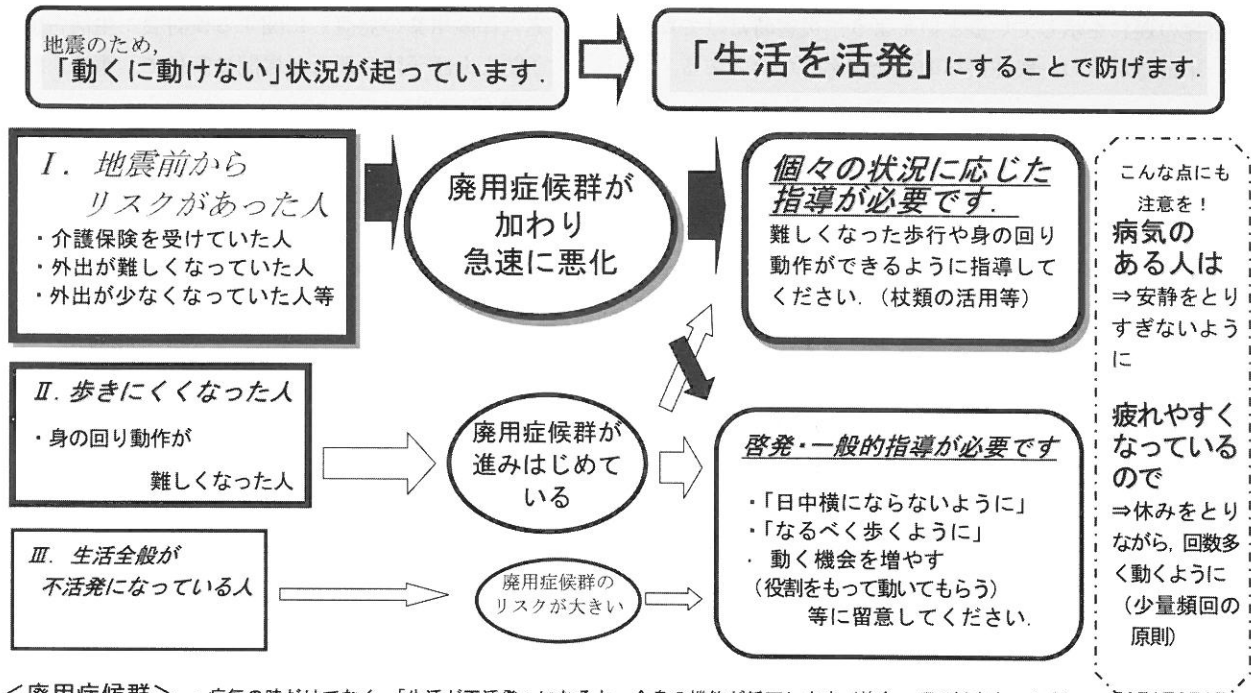 地震のため，
「動くに動けない」状況が起っています．
「生活を活発」にすることで防げます．
Ⅰ．地震前から
リスクがあった人
・介護保険を受けていた人
・外出が難しくなっていた人
・外出が少なくなっていた人等
廃用症候群が
加わり
急速に悪化
個々の状況に応じた
指導が必要です．
難しくなった歩行や身の回り
動作ができるように指導して
ください．（杖類の活用等）
Ⅱ．歩きにくくなった人
・身の回り動作が
難しくなった人
廃用症候群が
進みはじめて
いる
啓発・一般的指導が必要です
・「日中横にならないように」
・「なるべく歩くように」
・ 動く機会を増やす
（役割をもって動いてもらう）
等に留意してください．
Ⅲ．生活全般が
不活発になっている人
廃用症候群の
リスクが大きい
こんな点にも
注意を！
病気の
ある人は
⇒安静をとり
すぎないよう
に
疲れやすく
なっている
ので
⇒休みをとり
ながら，回数多
く動くように
（少量頻回の
原則）
＜廃用症候群＞